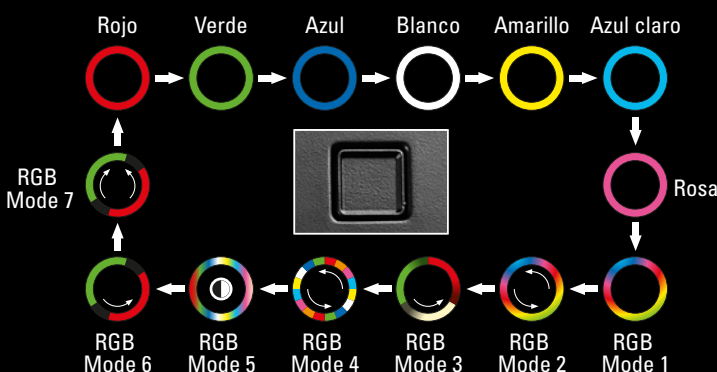 Rojo
Verde
Azul
Blanco
Amarillo
Azul claro
RGB
Mode 7
Rosa
RGB
Mode 6
RGB
Mode 5
RGB
Mode 4
RGB
Mode 3
RGB
Mode 2
RGB
Mode 1